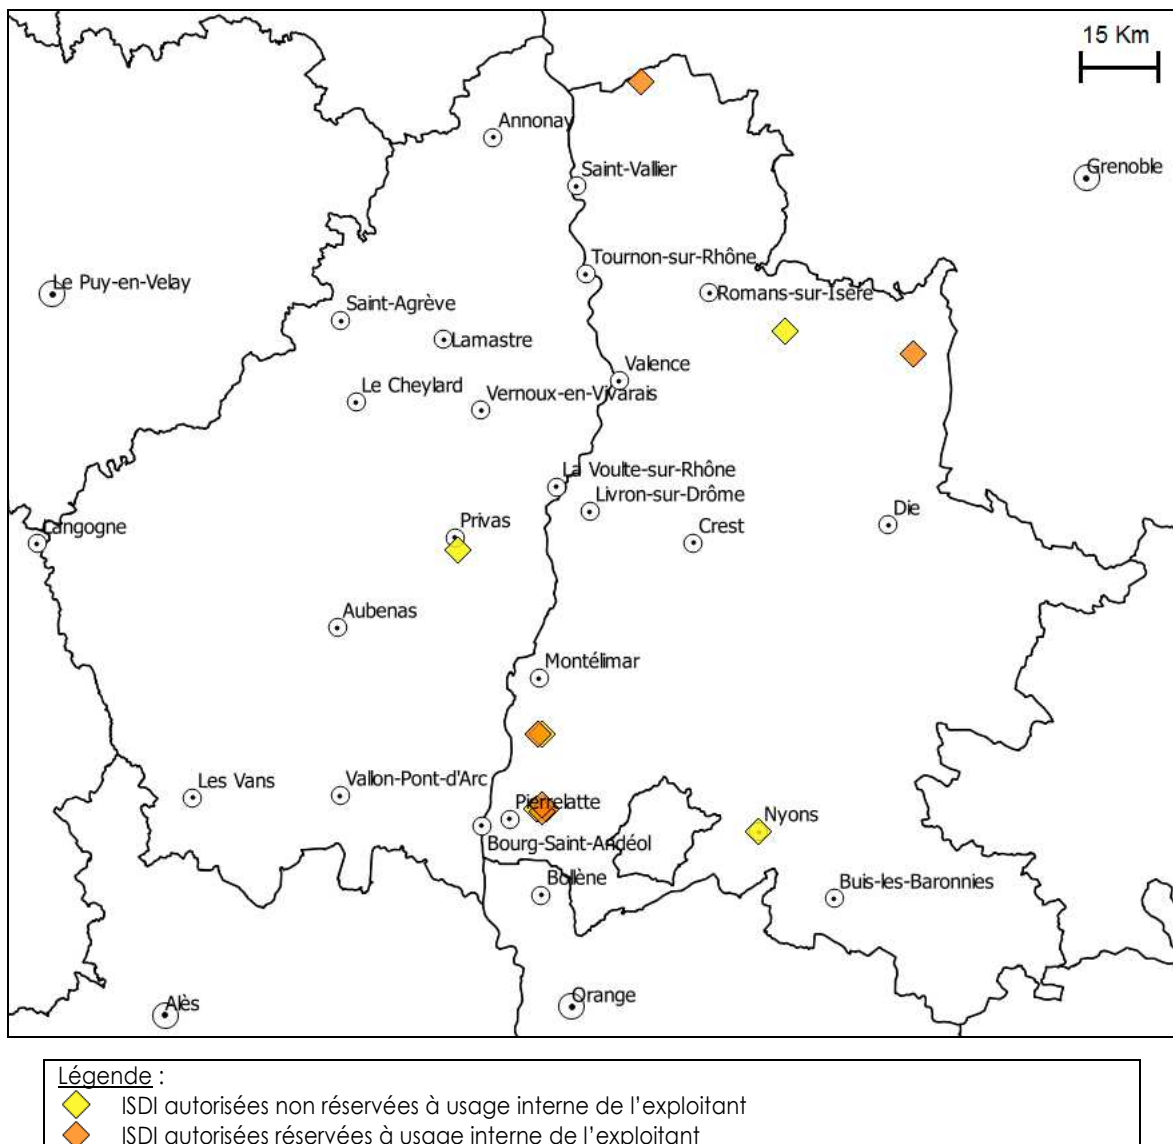 15 Km
Annonay
Saint-Vallier
Grenoble
Tournon-sur-Rhône
Le Puy-en-Velay
Romans-sur-Isère
Saint-Agrève
Lamastre
Valence
Le Cheylard
Vernoux-en-Vivarais
La Voulte-sur-Rhône
Livron-sur-Drôme
Die
Privas
Crest
Langogne
Aubenas
Montélimar
Les Vans
Vallon-Pont-d'Arc
Pierrelatte
Nyons
Bourg-Saint-Andéol
Bollène
Buis-les-Baronnies
Orange
Alès
Légende :
ISDI autorisées non réservées à usage interne de l'exploitant
ISDI autorisées réservées à usage interne de l'exploitant